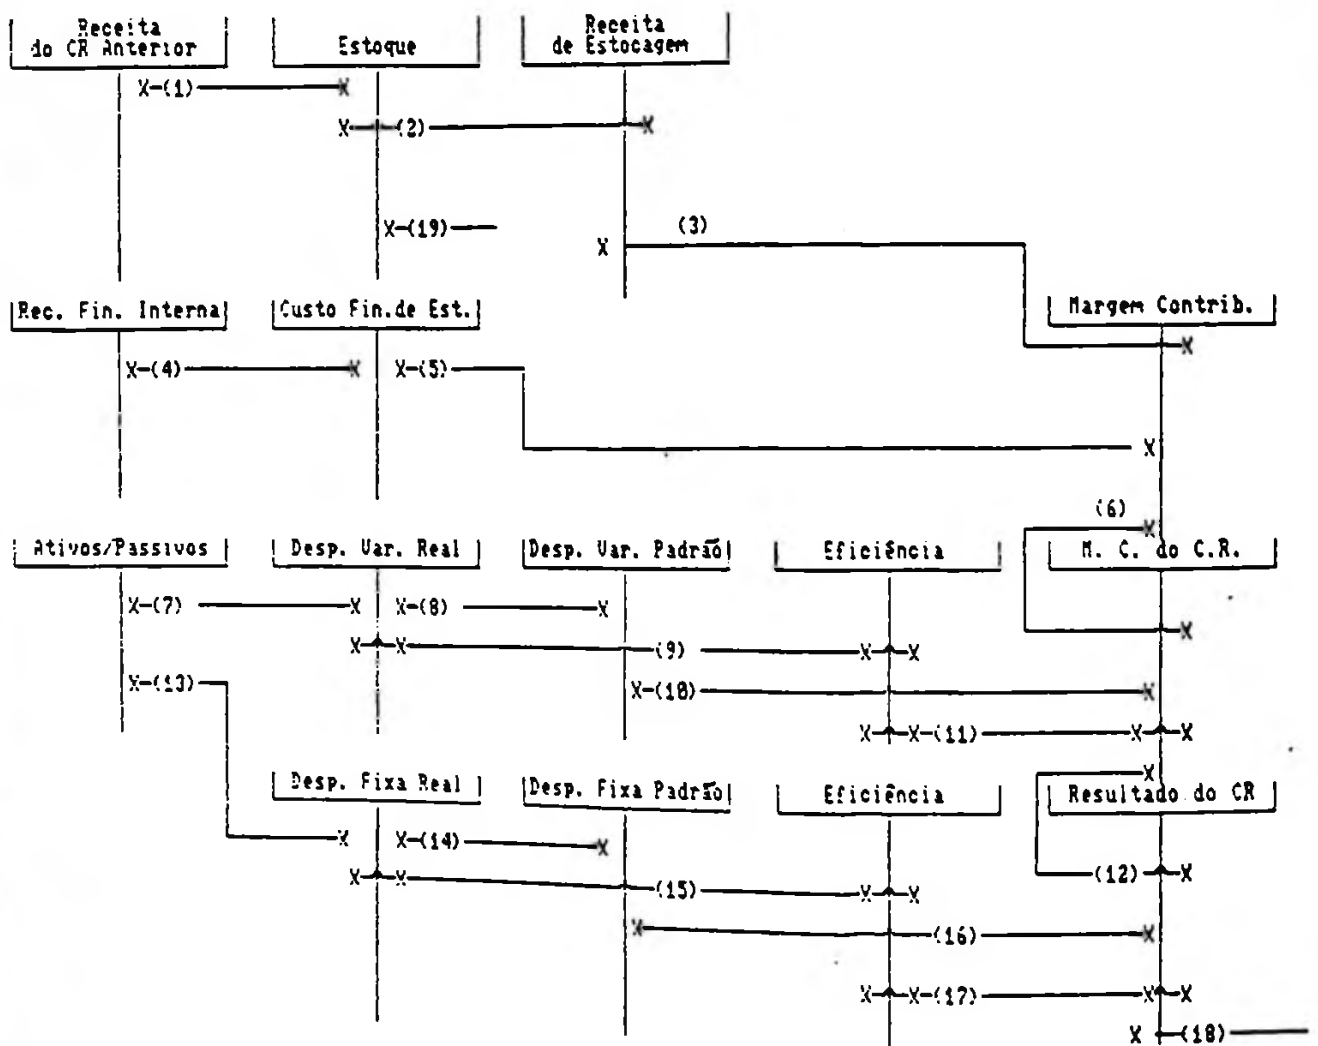 Receita
do CR Anterior
Estoque
Receita
de Estocagem
X-(1) X
X (2) X
X-(19)
X (3)
Rec. Fin. Interna
Custo Fin.de Est.
Margem Contrib.
X
X-(4) X
X-(5)
X
(6)
X
Ativos/Passivos
Desp. Var. Real
Desp. Var. Padrão
Eficiência
M. C. do C.R.
X-(7) X
X-(8) X
X
X X (9) X X
X-(13)
X-(10) X
X X-(11) X X
X
Desp. Fixa Real
Desp. Fixa Padrão
Eficiência
Resultado do CR
X
X-(14) X
(12) X
X X (15) X X
X (16) X
X X-(17) X X
X (18)